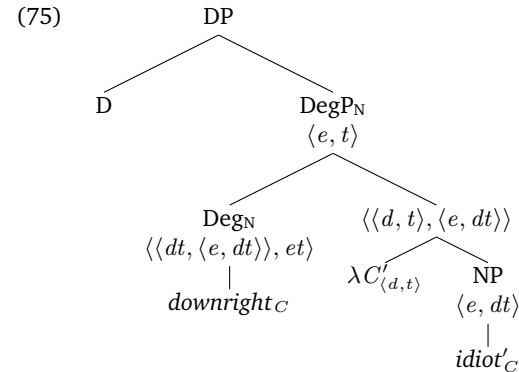 (75) DP
D DegP_N
⟨e, t⟩
Deg_N ⟨⟨d, t⟩, ⟨e, dt⟩⟩
⟨⟨dt, ⟨e, dt⟩⟩, et⟩ λC′⟨d,t⟩ NP
downright_C ⟨e, dt⟩
idiot′_C